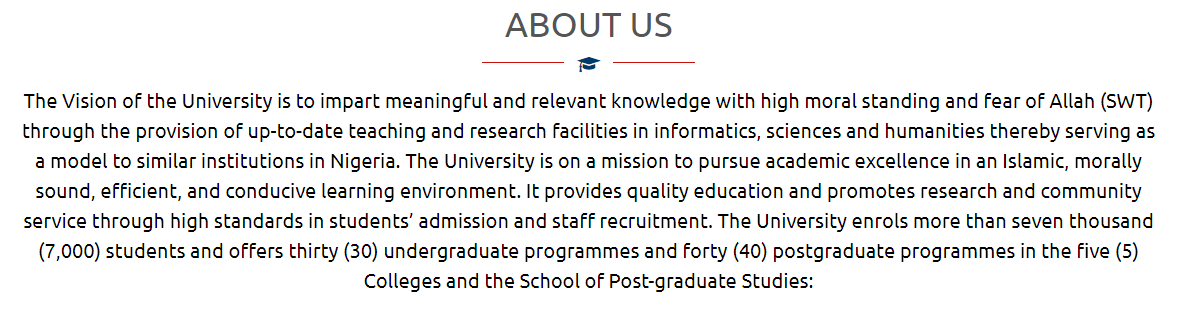 ABOUT US
The Vision of the University is to impart meaningful and relevant knowledge with high moral standing and fear of Allah (SWT)
through the provision of up-to-date teaching and research facilities in informatics, sciences and humanities thereby serving as
a model to similar institutions in Nigeria. The University is on a mission to pursue academic excellence in an Islamic, morally
sound, efficient, and conducive learning environment. It provides quality education and promotes research and community
service through high standards in students’ admission and staff recruitment. The University enrols more than seven thousand
(7,000) students and offers thirty (30) undergraduate programmes and forty (40) postgraduate programmes in the five (5)
Colleges and the School of Post-graduate Studies: